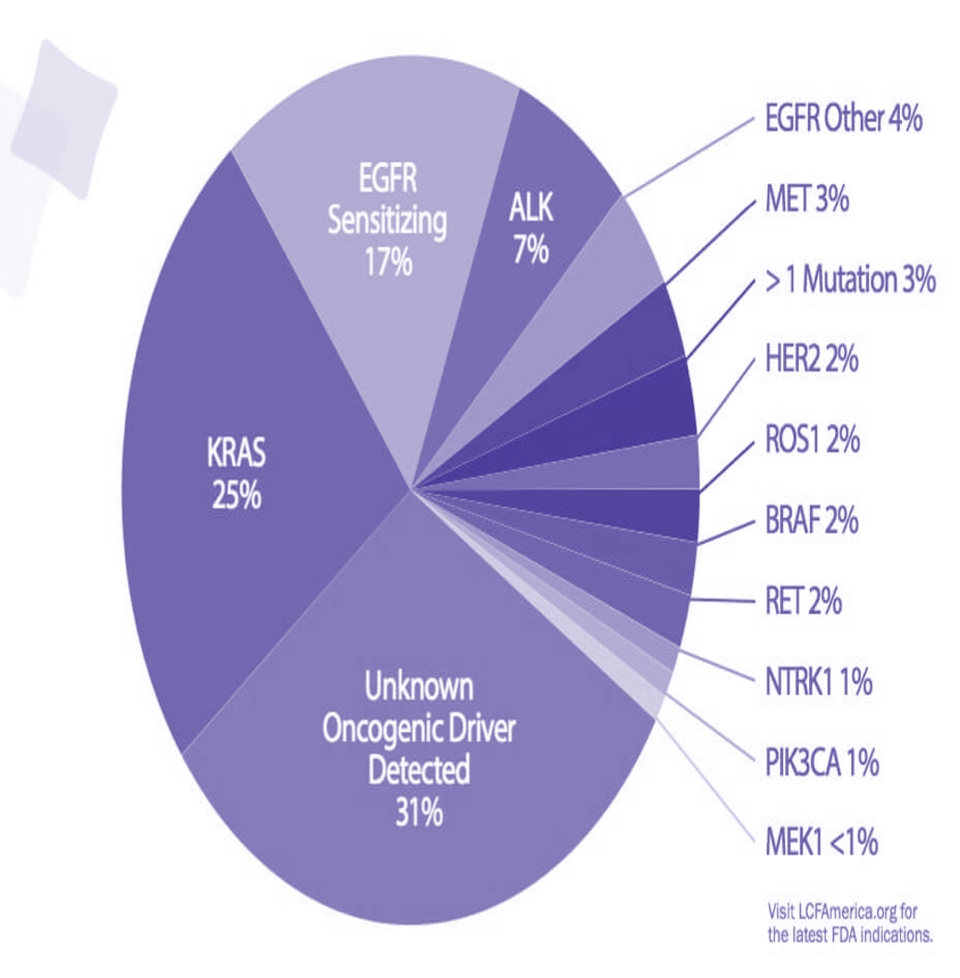 EGFR
Sensitizing
17%
ALK
7%
EGFR Other 4%
MET 3%
> 1 Mutation 3%
HER2 2%
ROS1 2%
BRAF 2%
RET 2%
NTRK1 1%
PIK3CA 1%
MEK1 <1%
KRAS
25%
Unknown
Oncogenic Driver
Detected
31%
Visit LCFAmerica.org for
the latest FDA indications.